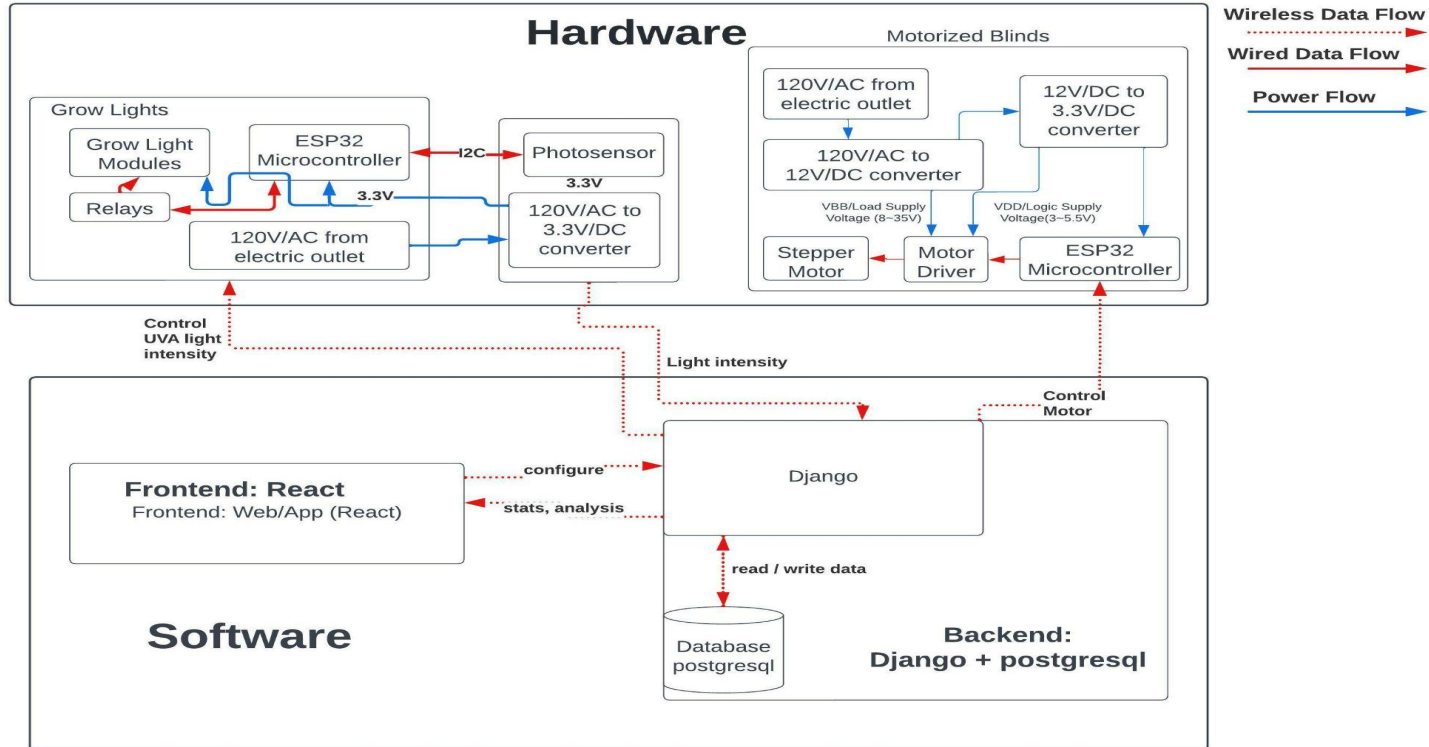 Hardware
Wireless Data Flow
Wired Data Flow
Power Flow
Grow Lights
Grow Light
Modules
ESP32
Microcontroller
Relays
120V/AC from
electric outlet
3.3V
I2C
Photosensor
3.3V
120V/AC to
3.3V/DC
converter
Motorized Blinds
120V/AC from
electric outlet
12V/DC to
3.3V/DC
converter
120V/AC to
12V/DC converter
VBB/Load Supply
Voltage (8~35V)
VDD/Logic Supply
Voltage(3~5.5V)
Stepper
Motor
Motor
Driver
ESP32
Microcontroller
Control
UVA light
intensity
Light intensity
Control
Motor
Frontend: React
Frontend: Web/App (React)
configure
stats, analysis
Django
read / write data
Database
postgresql
Software
Backend:
Django + postgresql